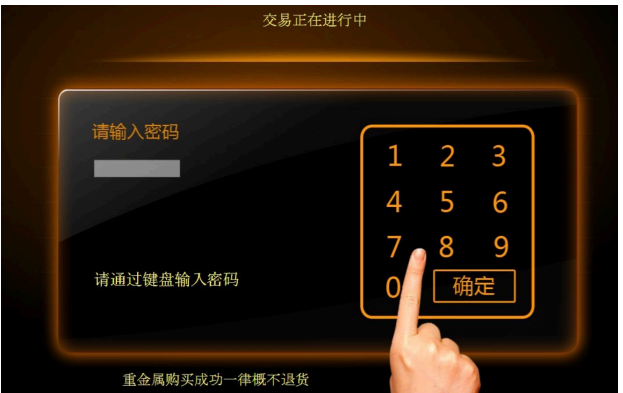 交易正在进行中
请输入密码
1 2 3
4 5 6
7 8 9
0 确定
请通过键盘输入密码
重金属购买成功一律概不退货